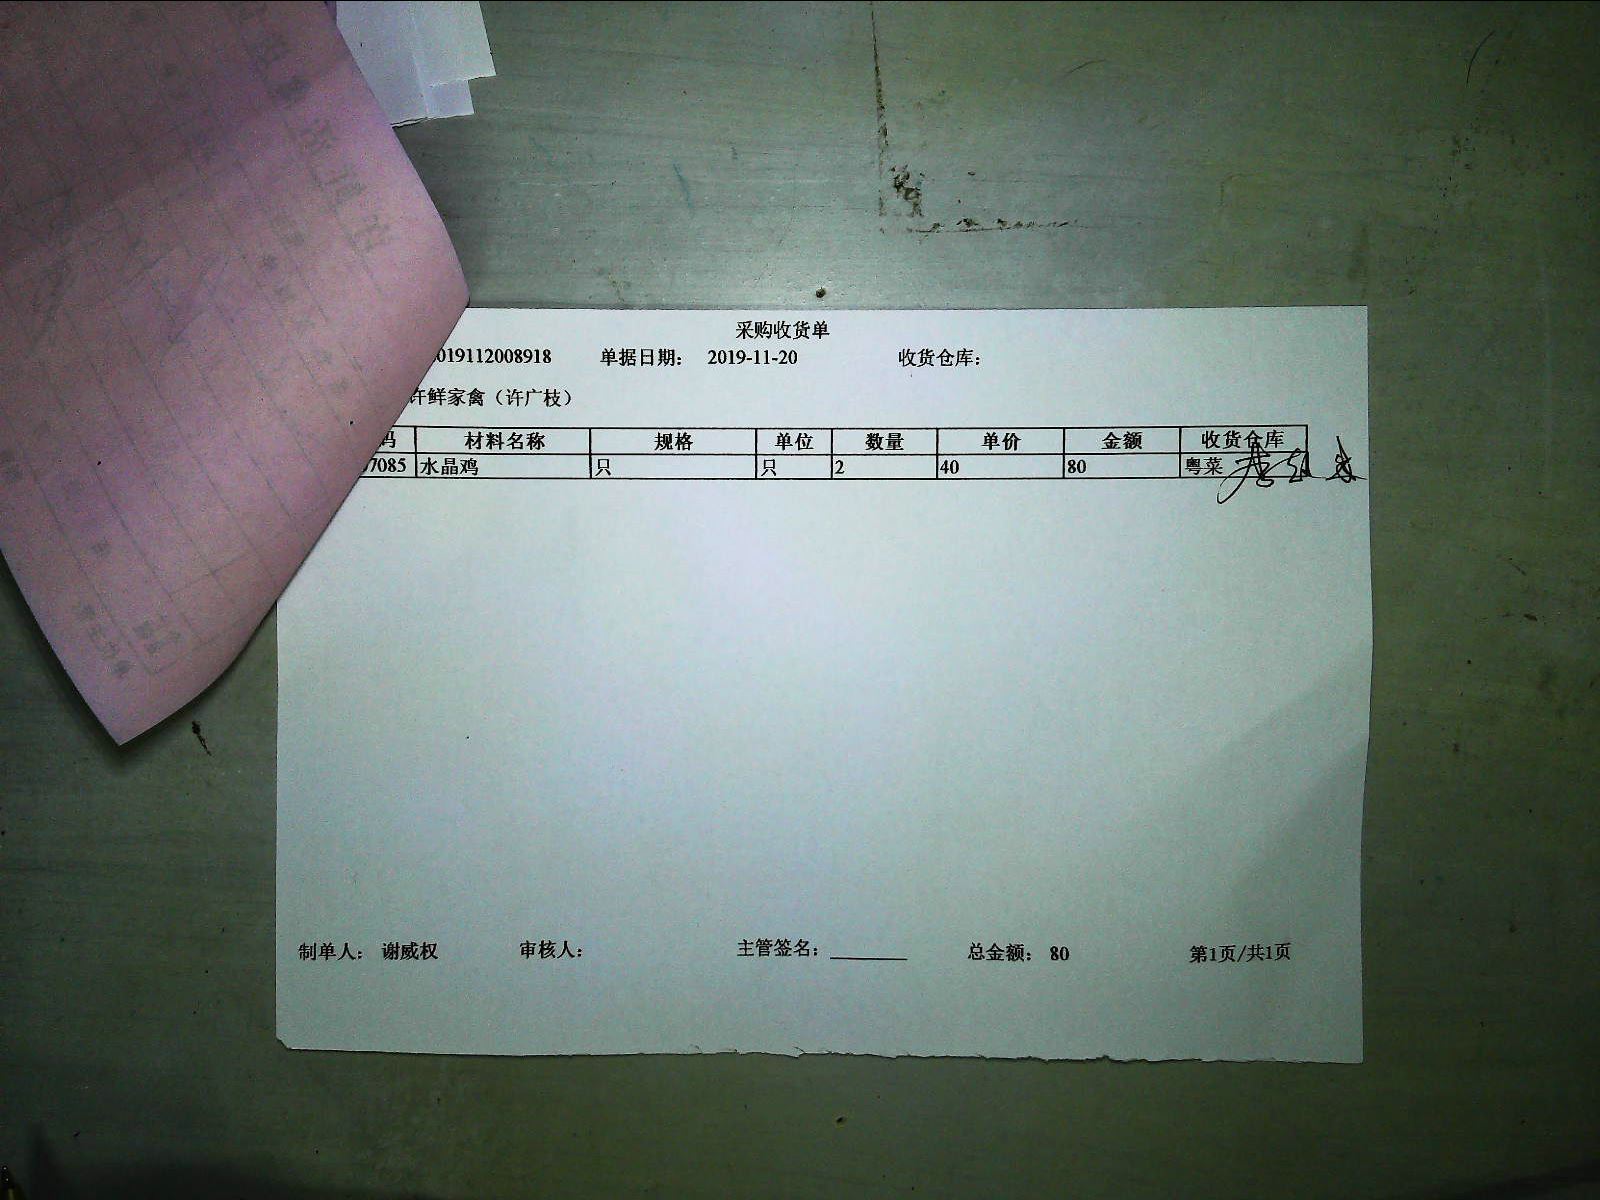 采购收货单
019112008918 单据日期： 2019-11-20 收货仓库：
许鲜家禽（许广枝）
码 材料名称 规格 单位 数量 单价 金额 收货仓库
7085 水晶鸡 只 只 2 40 80 粤菜
制单人： 谢威权 审核人： 主管签名： 总金额： 80 第1页/共1页